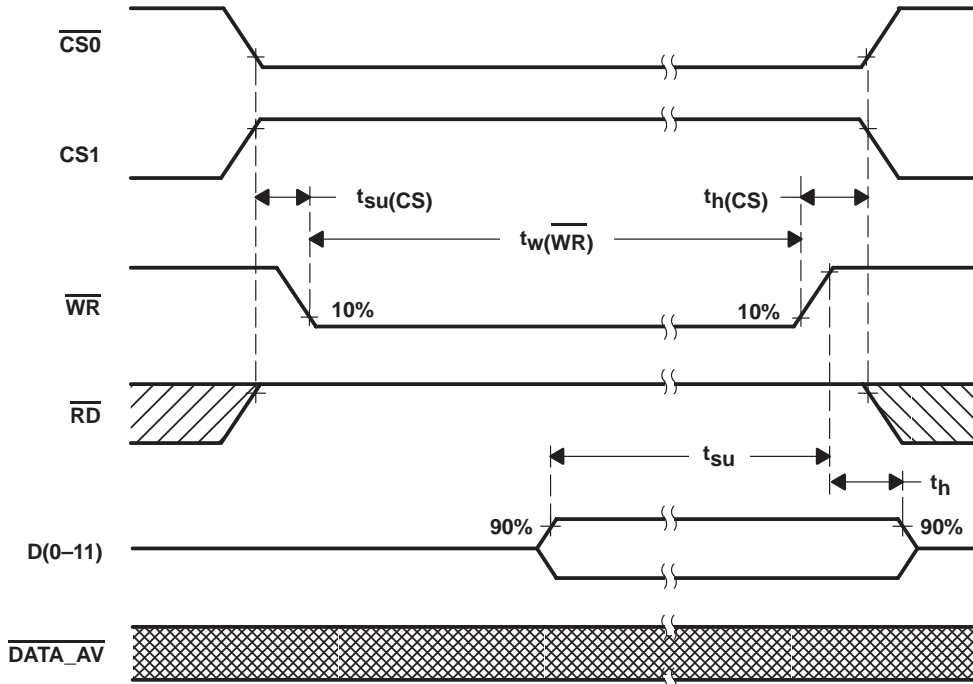 CS0
CS1
tsu(CS)
th(CS)
tw(WR)
WR
10%
10%
RD
tsu
th
90%
90%
D(0–11)
DATA_AV